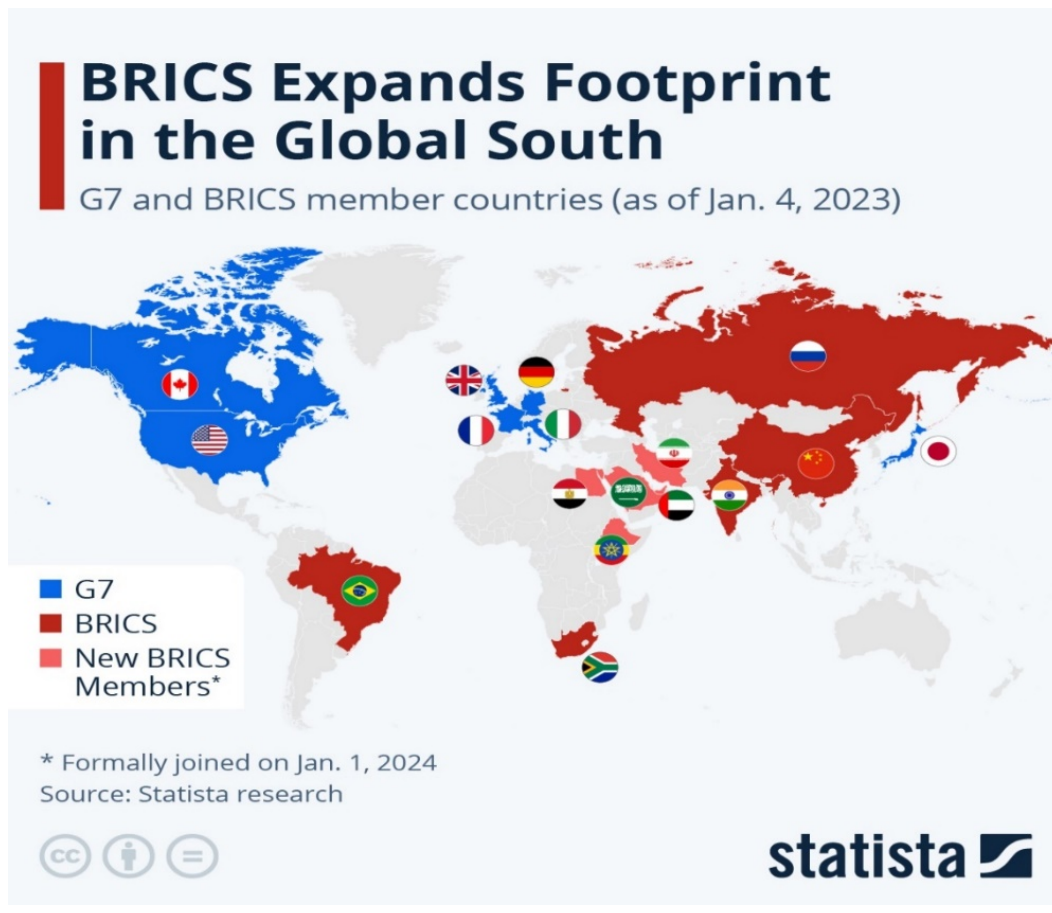 BRICS Expands Footprint
in the Global South
G7 and BRICS member countries (as of Jan. 4, 2023)
G7
BRICS
New BRICS
Members*
* Formally joined on Jan. 1, 2024
Source: Statista research
cc
statista